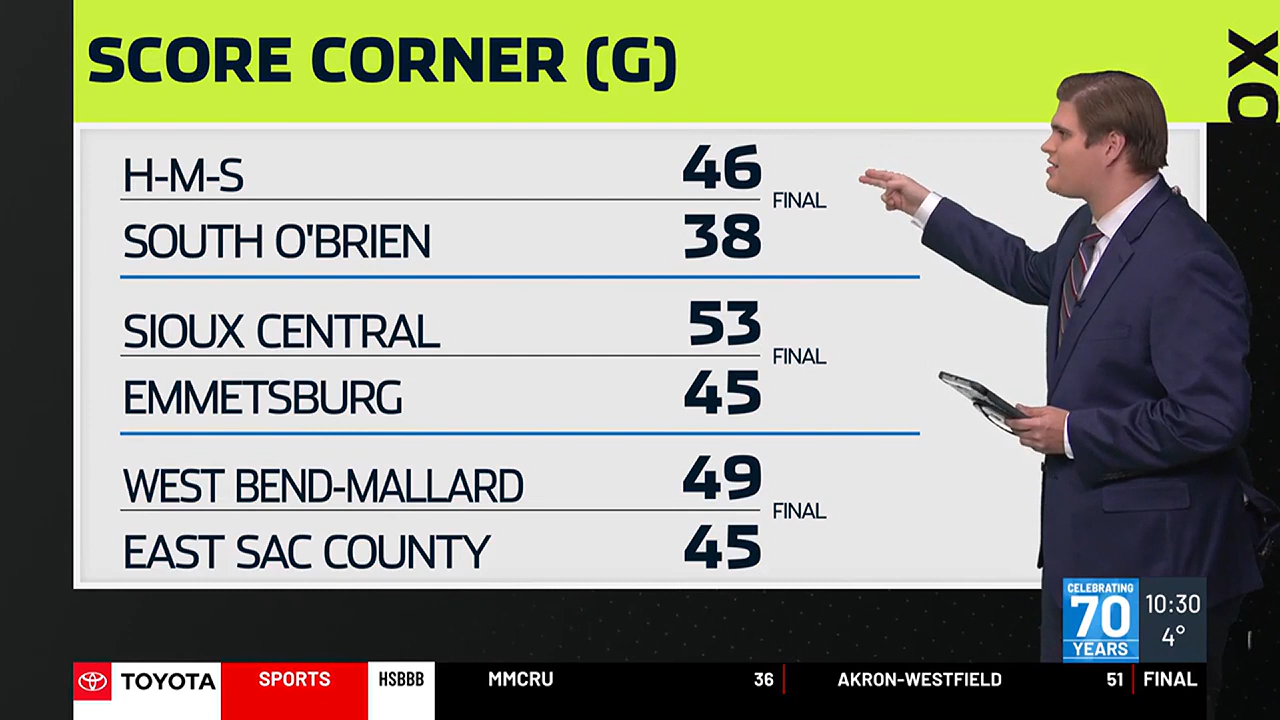 SCORE CORNER (G)
OX
H-M-S 46
FINAL
SOUTH O'BRIEN 38
SIOUX CENTRAL 53
FINAL
EMMETSBURG 45
WEST BEND-MALLARD 49
FINAL
EAST SAC COUNTY 45
CELEBRATING
70
YEARS
10:30
4°
TOYOTA SPORTS HSBBB MMCRU 36 AKRON-WESTFIELD 51 FINAL